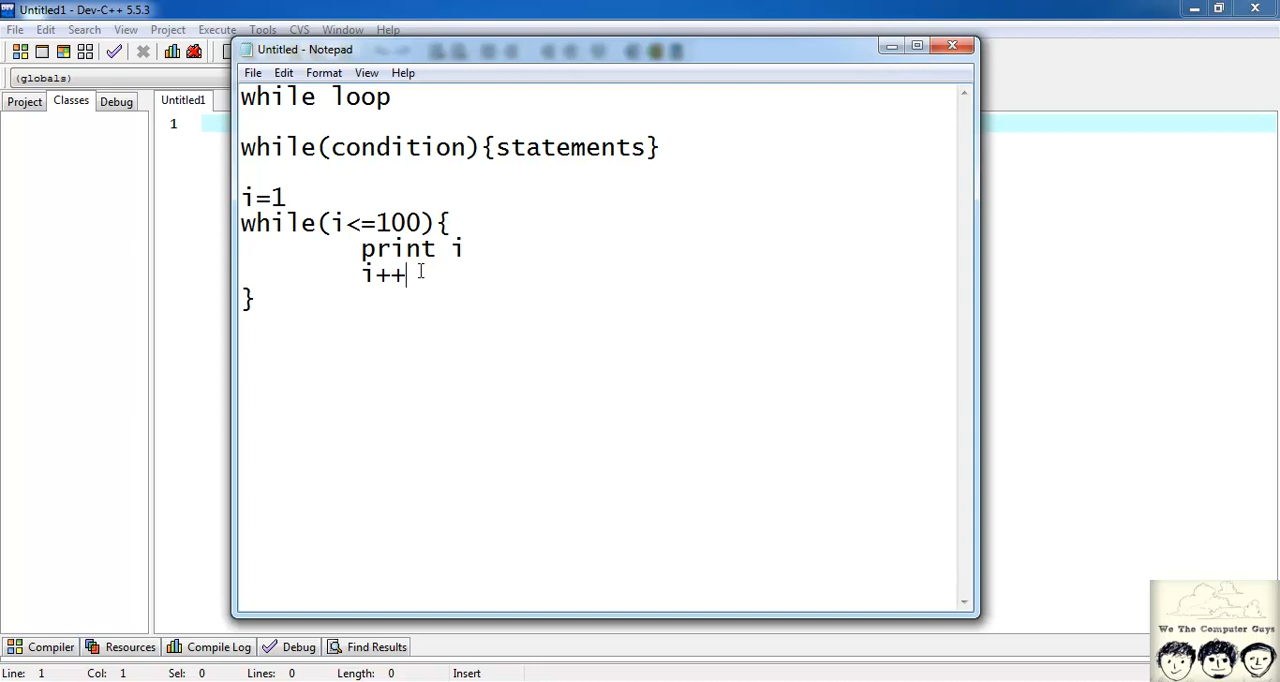 Untitled1 - Dev-C++ 5.5.3
File Edit Search View Project Execute Tools CVS Window Help
Untitled - Notepad
(globals)
File Edit Format View Help
Project Classes Debug Untitled1
1
while loop
while(condition){statements}
i=1
while(i<=100){
print i
i++
}
We The Computer Guys
Compiler Resources Compile Log Debug Find Results
Line: 1 Col: 1 Sel: 0 Lines: 0 Length: 0 Insert